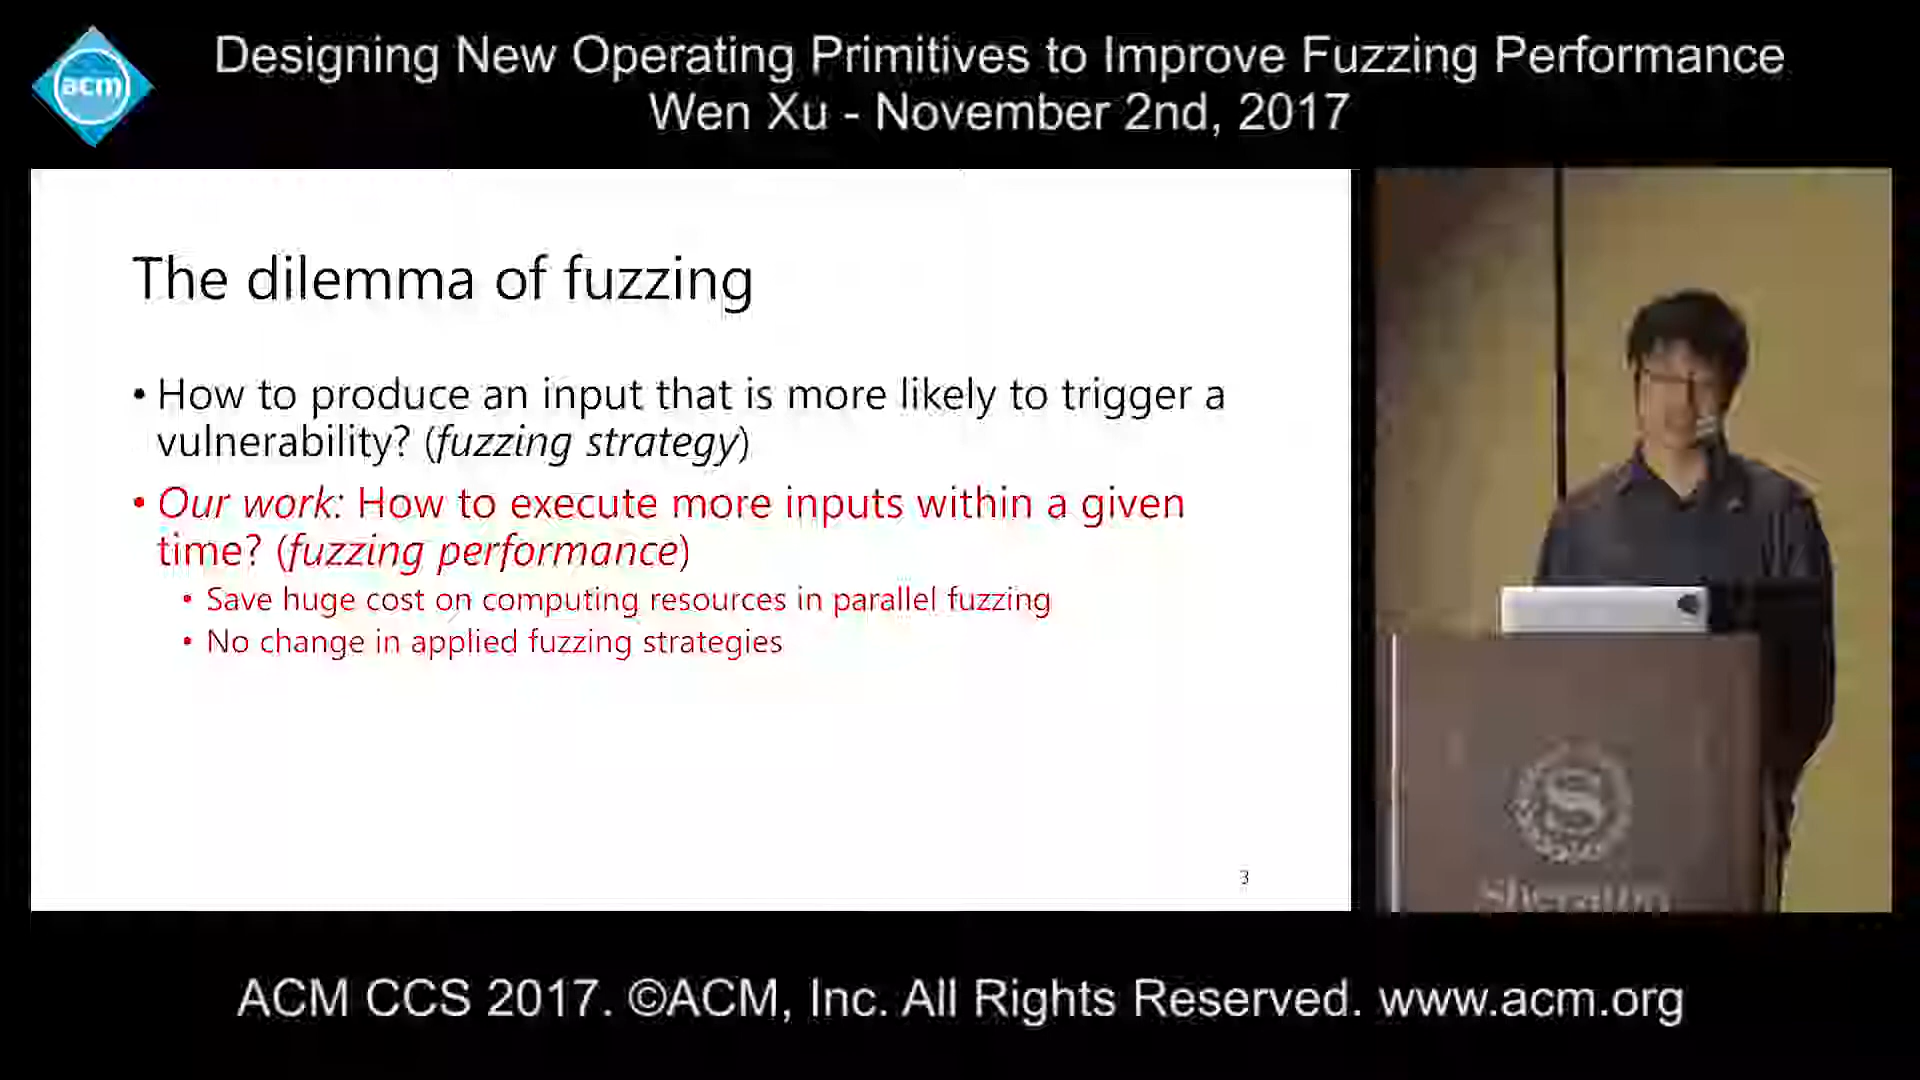 acm
Designing New Operating Primitives to Improve Fuzzing Performance
Wen Xu - November 2nd, 2017
The dilemma of fuzzing
• How to produce an input that is more likely to trigger a
vulnerability? (fuzzing strategy)
• Our work: How to execute more inputs within a given
time? (fuzzing performance)
• Save huge cost on computing resources in parallel fuzzing
• No change in applied fuzzing strategies
3
S
Sheraton
ACM CCS 2017. ©ACM, Inc. All Rights Reserved. www.acm.org